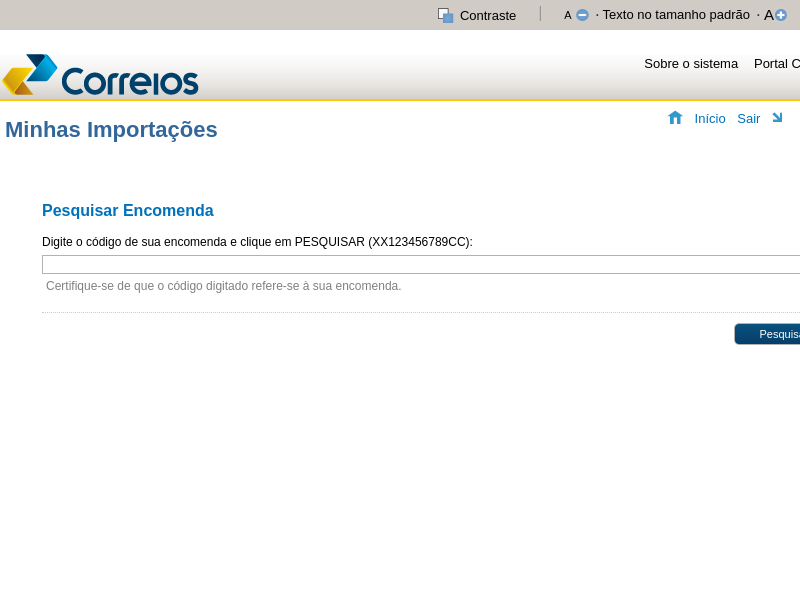 Contraste | A · Texto no tamanho padrão · A
Sobre o sistema Portal C
Correios
Minhas Importações
Início Sair
Pesquisar Encomenda
Digite o código de sua encomenda e clique em PESQUISAR (XX123456789CC):
Certifique-se de que o código digitado refere-se à sua encomenda.
Pesquisa